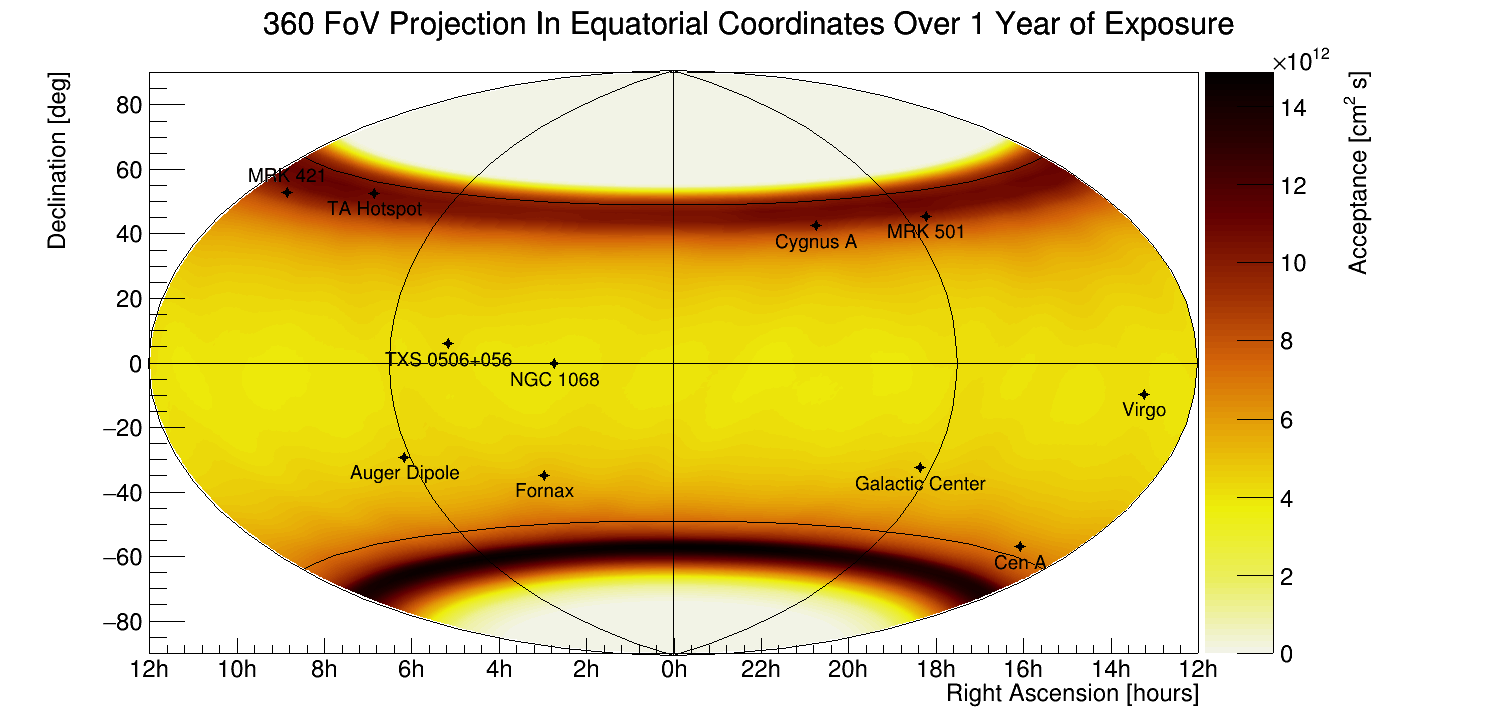 360 FoV Projection In Equatorial Coordinates Over 1 Year of Exposure
×10¹²
Declination [deg]
80
60
40
20
0
−20
−40
−60
−80
MRK 421
TA Hotspot
Cygnus A
MRK 501
TXS 0506+056
NGC 1068
Virgo
Auger Dipole
Fornax
Galactic Center
Cen A
12h 10h 8h 6h 4h 2h 0h 22h 20h 18h 16h 14h 12h
Right Ascension [hours]
14
12
10
8
6
4
2
0
Acceptance [cm² s]